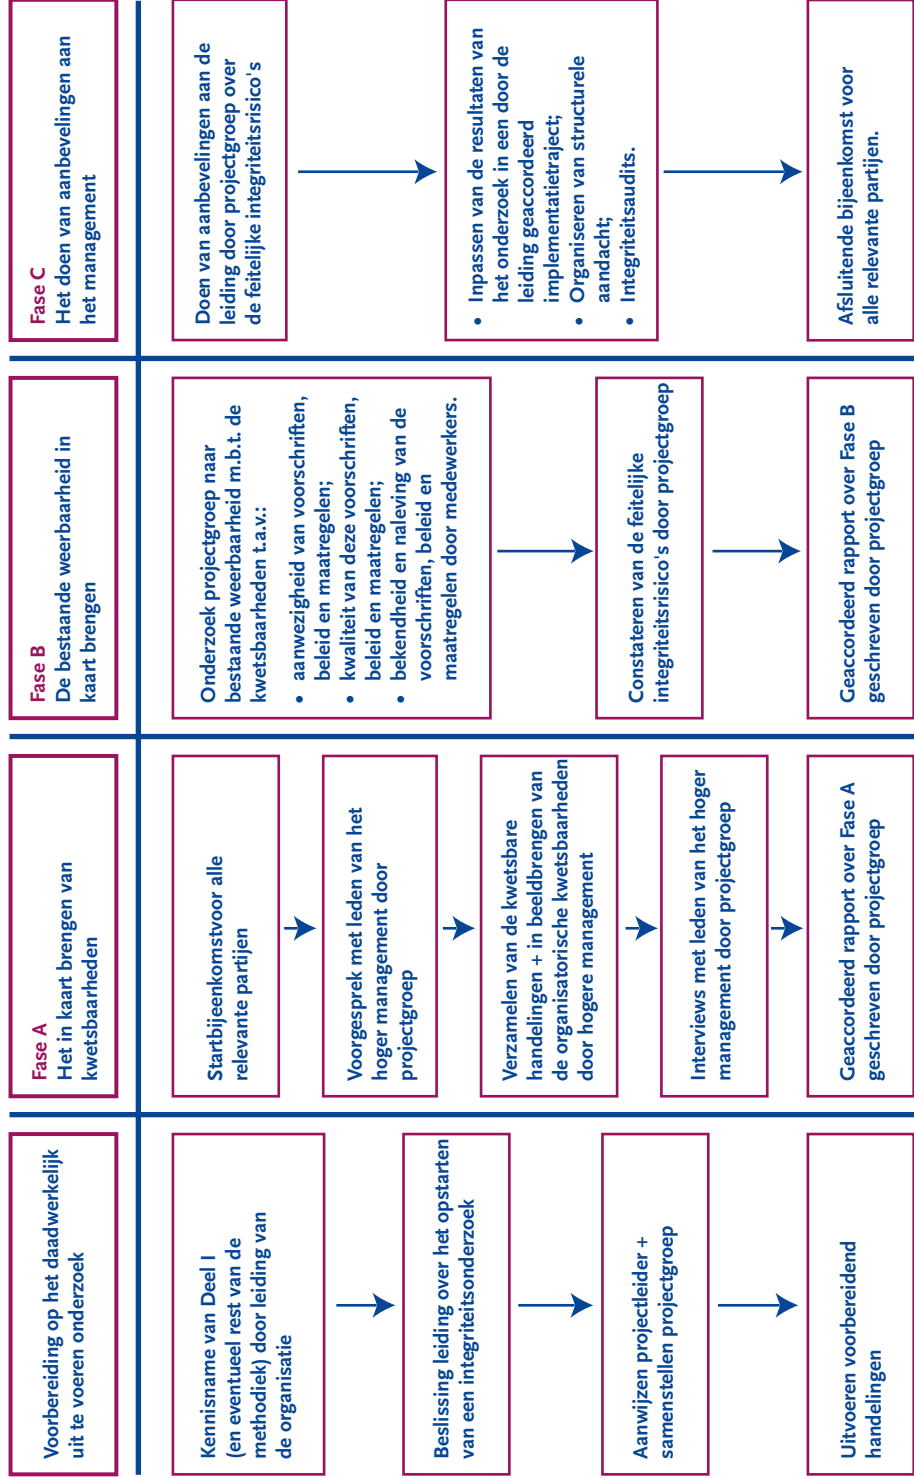 Voorbereiding op het daadwerkelijk
uit te voeren onderzoek
Kennisname van Deel I
(en eventueel rest van de
methodiek) door leiding van
de organisatie
Beslissing leiding over het opstarten
van een integriteitsonderzoek
Aanwijzen projectleider +
samenstellen projectgroep
Uitvoeren voorbereidend
handelingen
Fase A
Het in kaart brengen van
kwetsbaarheden
Startbijeenkomstvoor alle
relevante partijen
Voorgesprek met leden van het
hoger management door
projectgroep
Verzamelen van de kwetsbare
handelingen + in beeldbrengen van
de organisatorische kwetsbaarheden
door hogere management
Interviews met leden van het hoger
management door projectgroep
Geaccordeerd rapport over Fase A
geschreven door projectgroep
Fase B
De bestaande weerbaarheid in
kaart brengen
Onderzoek projectgroep naar
bestaande weerbaarheid m.b.t. de
kwetsbaarheden t.a.v.:
• aanwezigheid van voorschriften,
beleid en maatregelen;
• kwaliteit van deze voorschriften,
beleid en maatregelen;
• bekendheid en naleving van de
voorschriften, beleid en
maatregelen door medewerkers.
Constateren van de feitelijke
integriteitsrisico's door projectgroep
Geaccordeerd rapport over Fase B
geschreven door projectgroep
Fase C
Het doen van aanbevelingen aan
het management
Doen van aanbevelingen aan de
leiding door projectgroep over
de feitelijke integriteitsrisico's
• Inpassen van de resultaten van
het onderzoek in een door de
leiding geaccordeerd
implementatietraject;
• Organiseren van structurele
aandacht;
• Integriteitsaudits.
Afsluitende bijeenkomst voor
alle relevante partijen.